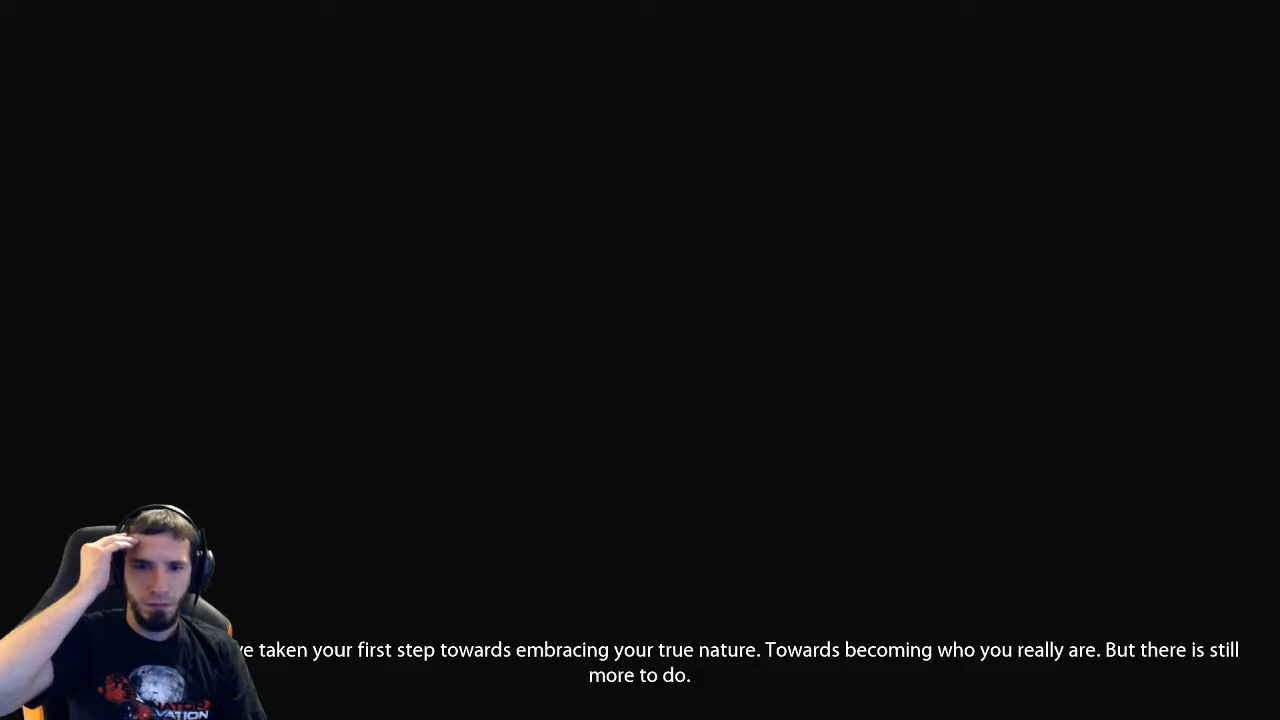 ve taken your first step towards embracing your true nature. Towards becoming who you really are. But there is still
more to do.
VATION